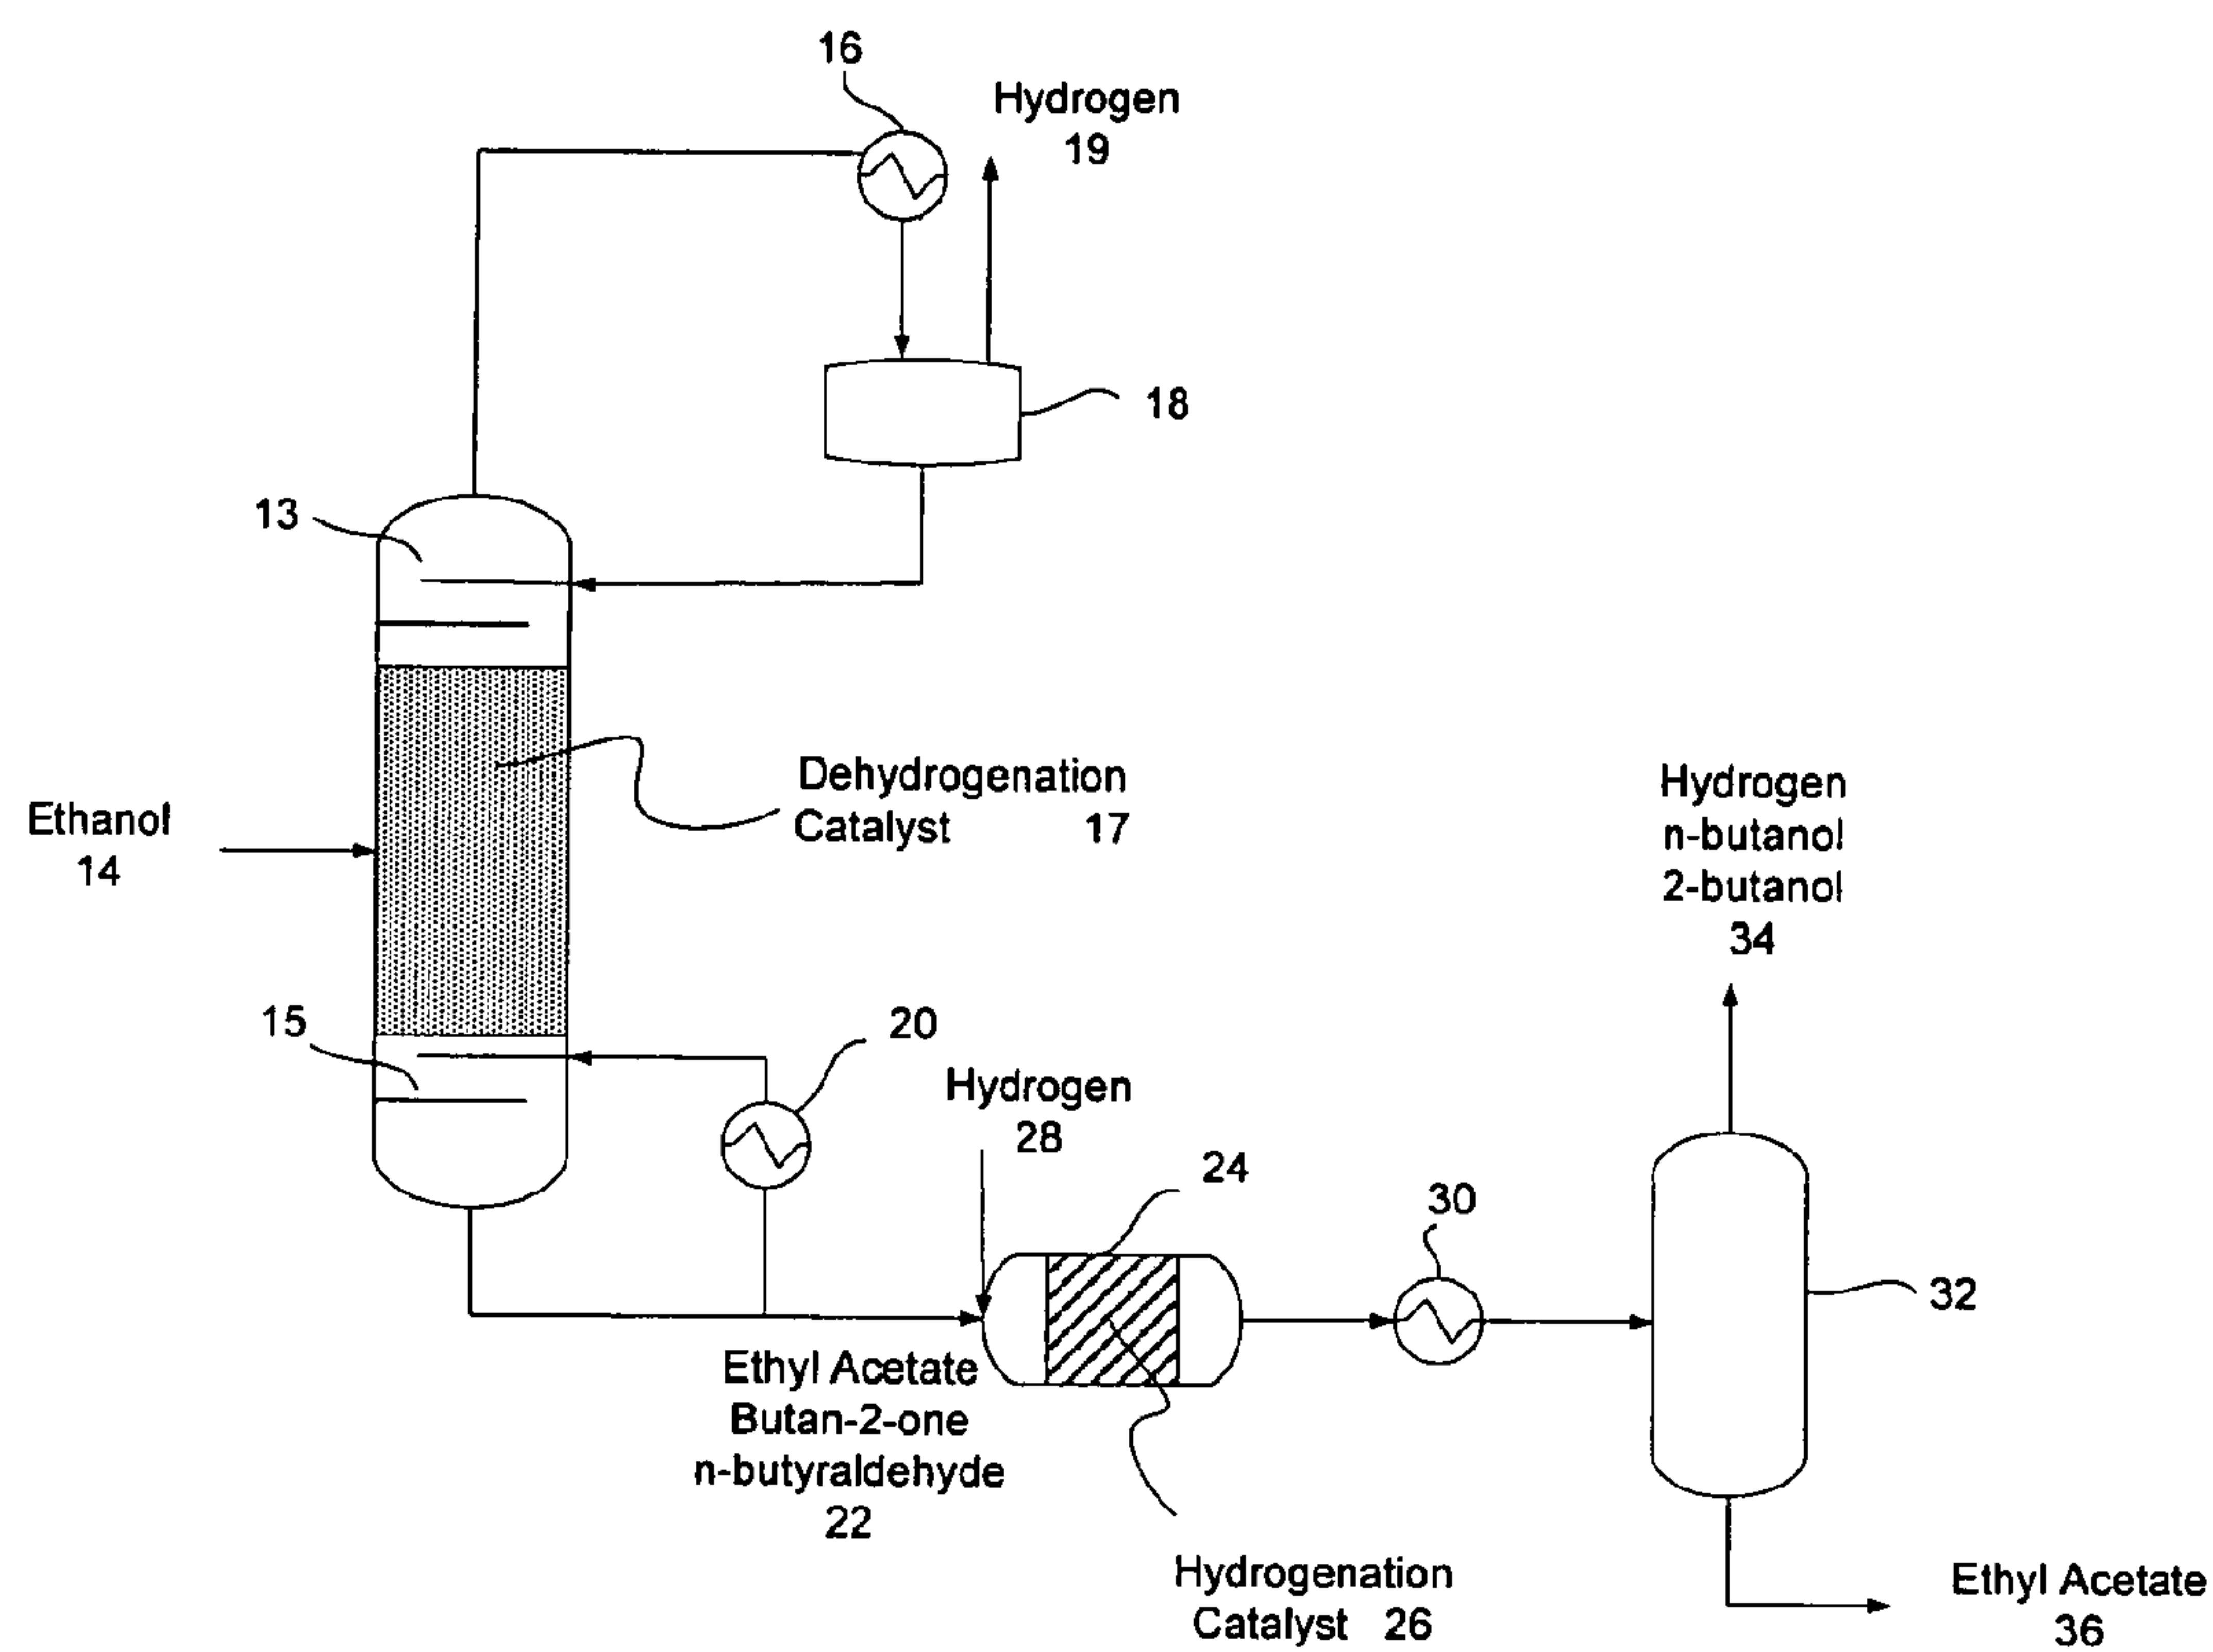 16
Hydrogen
19
18
13
Dehydrogenation
Catalyst 17
Ethanol
14
Hydrogen
n-butanol
2-butanol
34
15
20
Hydrogen
28
24
30
32
Ethyl Acetate
Butan-2-one
n-butyraldehyde
22
Hydrogenation
Catalyst 26
Ethyl Acetate
36